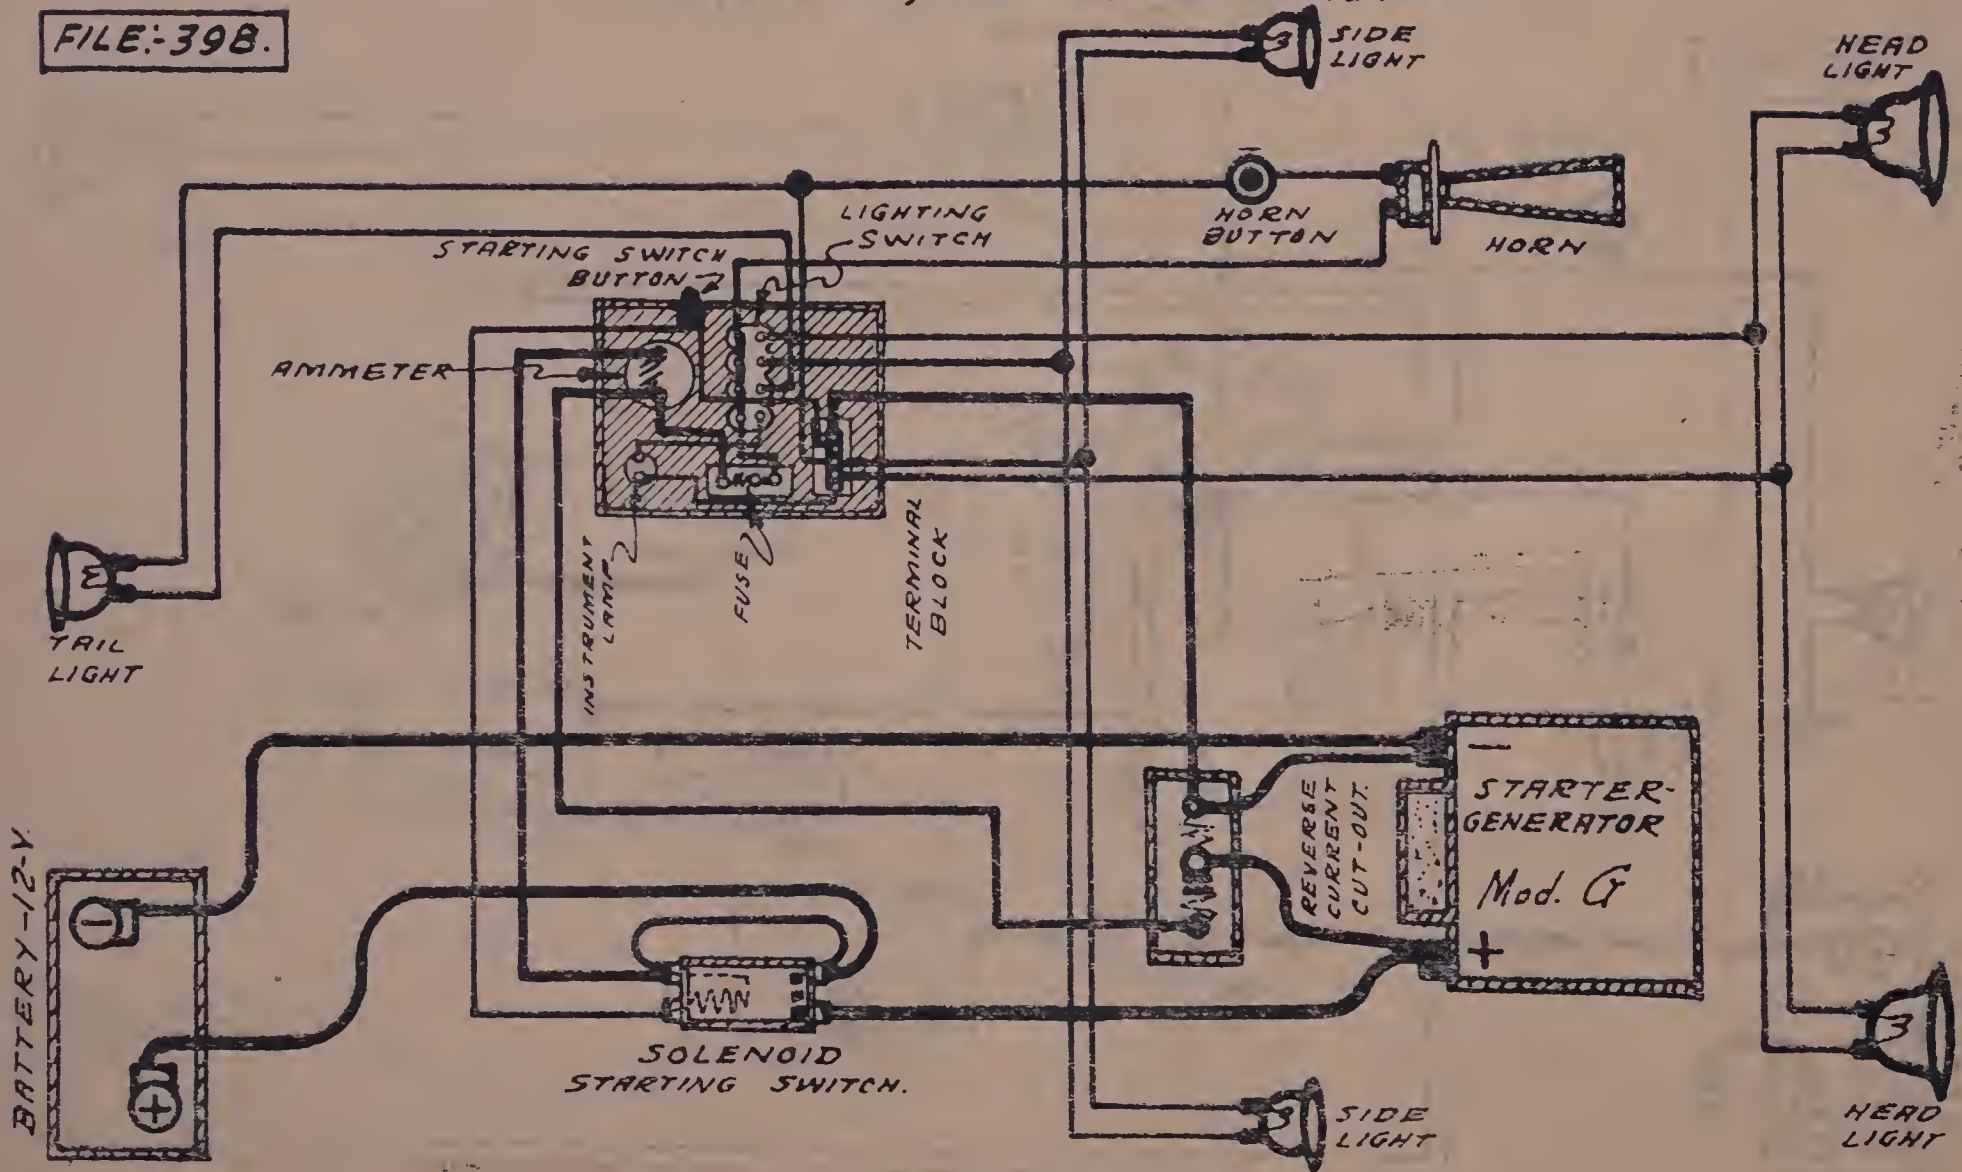 FILE:-39B.
SIDE
LIGHT
HEAD
LIGHT
LIGHTING
SWITCH
HORN
BUTTON
HORN
STARTING SWITCH
BUTTON
AMMETER
INSTRUMENT
LAMP
FUSE
TERMINAL
BLOCK
TAIL
LIGHT
BATTERY-12-V.
REVERSE
CURRENT
CUT-OUT.
−
STARTER-
GENERATOR
Mod. G
+
−
+
SOLENOID
STARTING SWITCH.
SIDE
LIGHT
HEAD
LIGHT